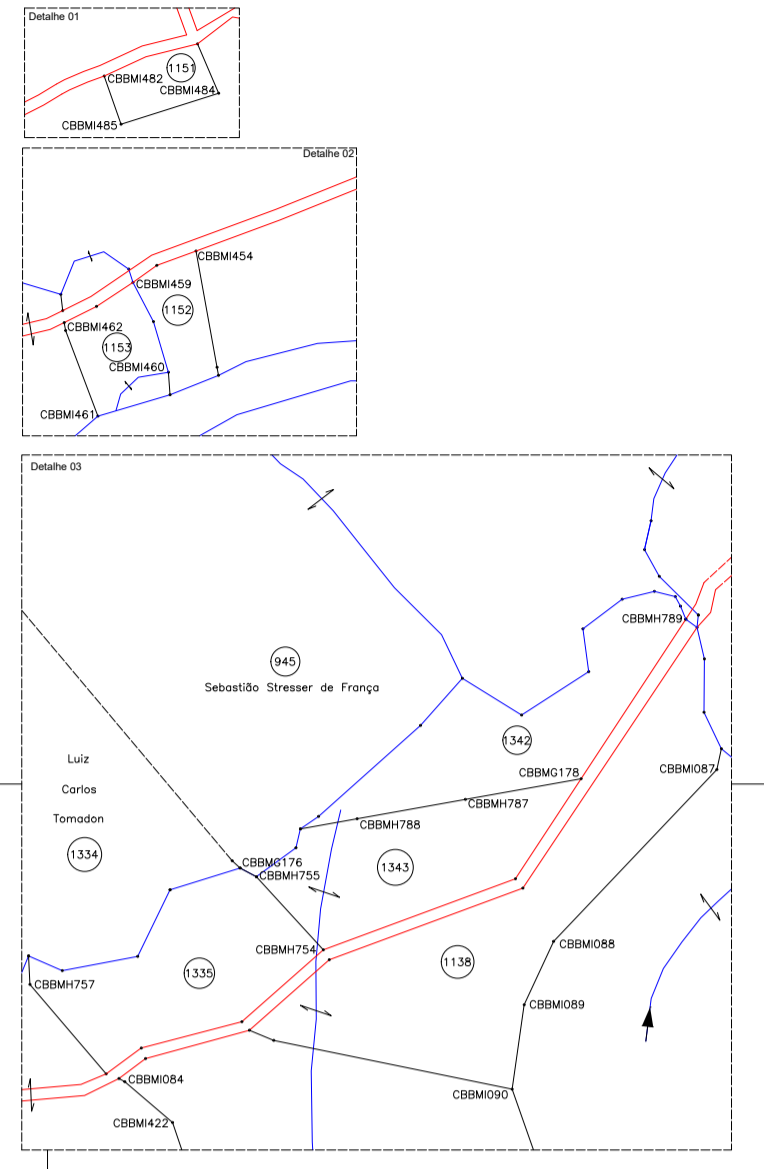 Detalhe 01
1151
CBBMI482
CBBMI484
CBBMI485
Detalhe 02
CBBMI454
CBBMI459
1152
CBBMI462
1153
CBBMI460
CBBMI461
Detalhe 03
CBBMH789
945
Sebastião Stresser de França
1342
Luiz
Carlos
Tomadon
1334
CBBMG178
CBBMI087
CBBMH787
CBBMH788
CBBMG176
CBBMH755
1343
CBBMH754
CBBMI088
1138
1335
CBBMH757
CBBMI089
CBBMI084
CBBMI090
CBBMI422